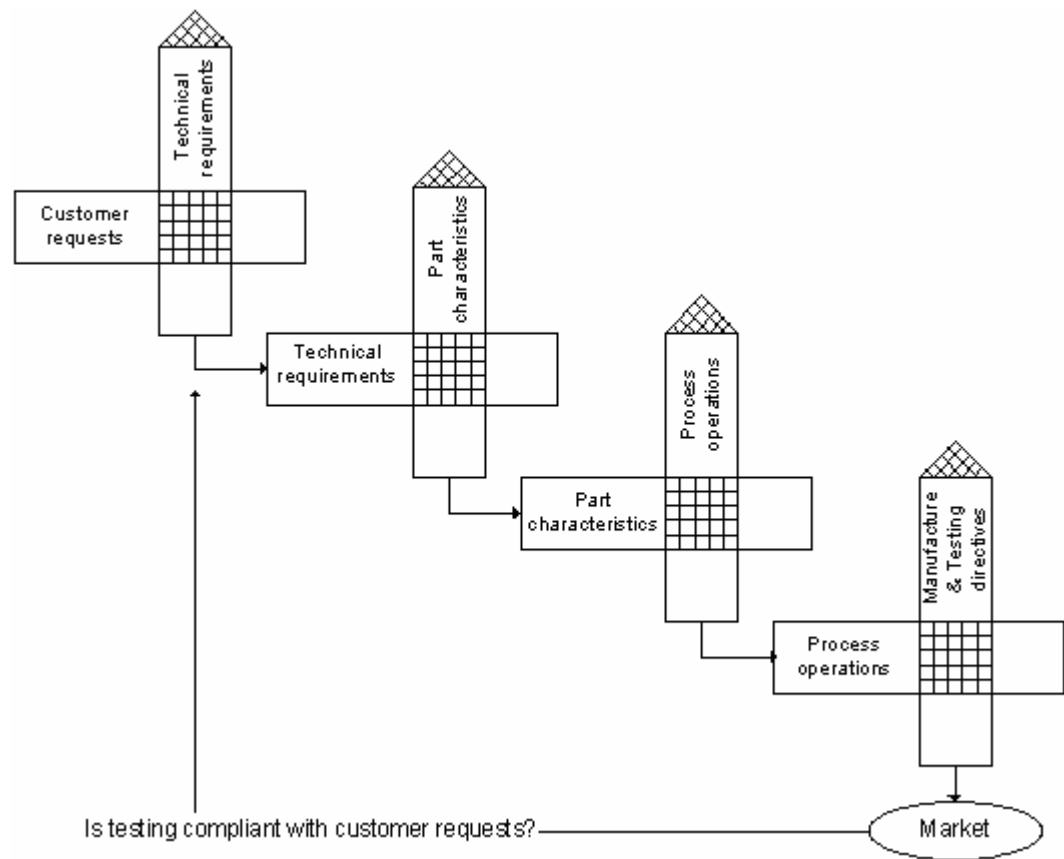 Technical
requirements
Customer
requests
Part
characteristics
Technical
requirements
Process
operations
Part
characteristics
Manufacture
& Testing
directives
Process
operations
Is testing compliant with customer requests?
Market